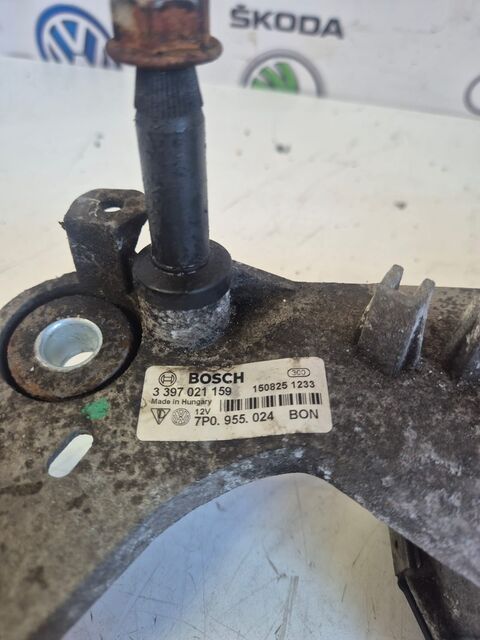 ŠKODA
BOSCH
3 397 021 159
150825 1233
Made in Hungary
12V
7P0.955.024 BON